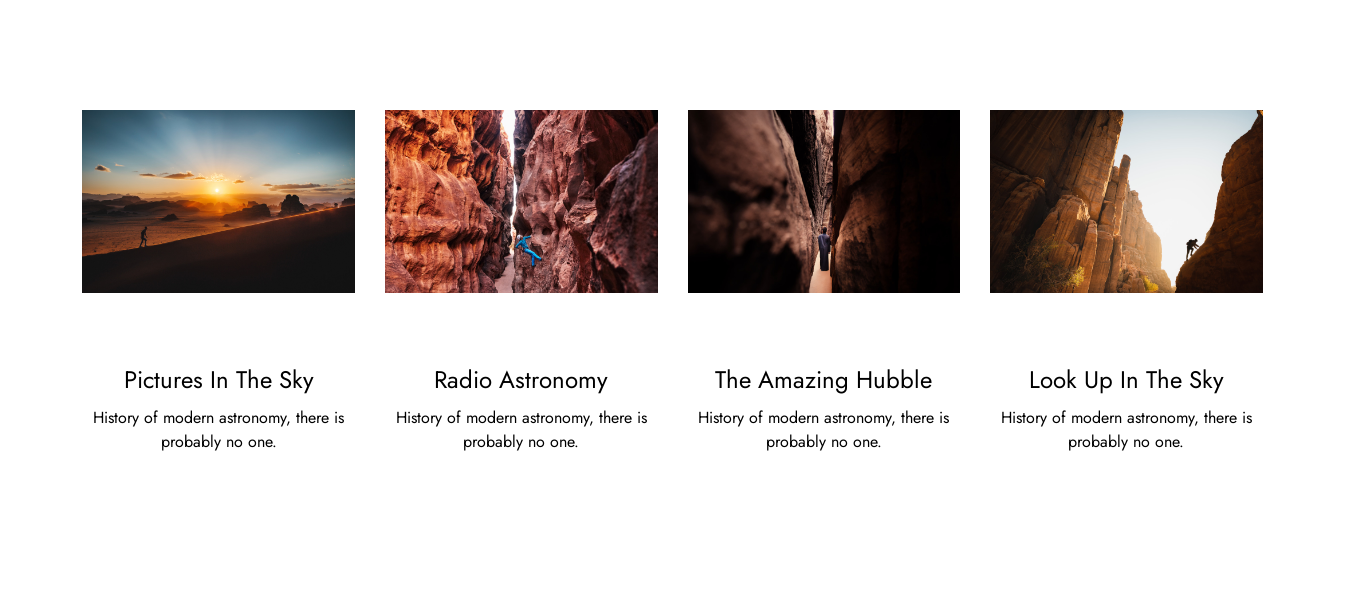 Pictures In The Sky
History of modern astronomy, there is
probably no one.
Radio Astronomy
History of modern astronomy, there is
probably no one.
The Amazing Hubble
History of modern astronomy, there is
probably no one.
Look Up In The Sky
History of modern astronomy, there is
probably no one.